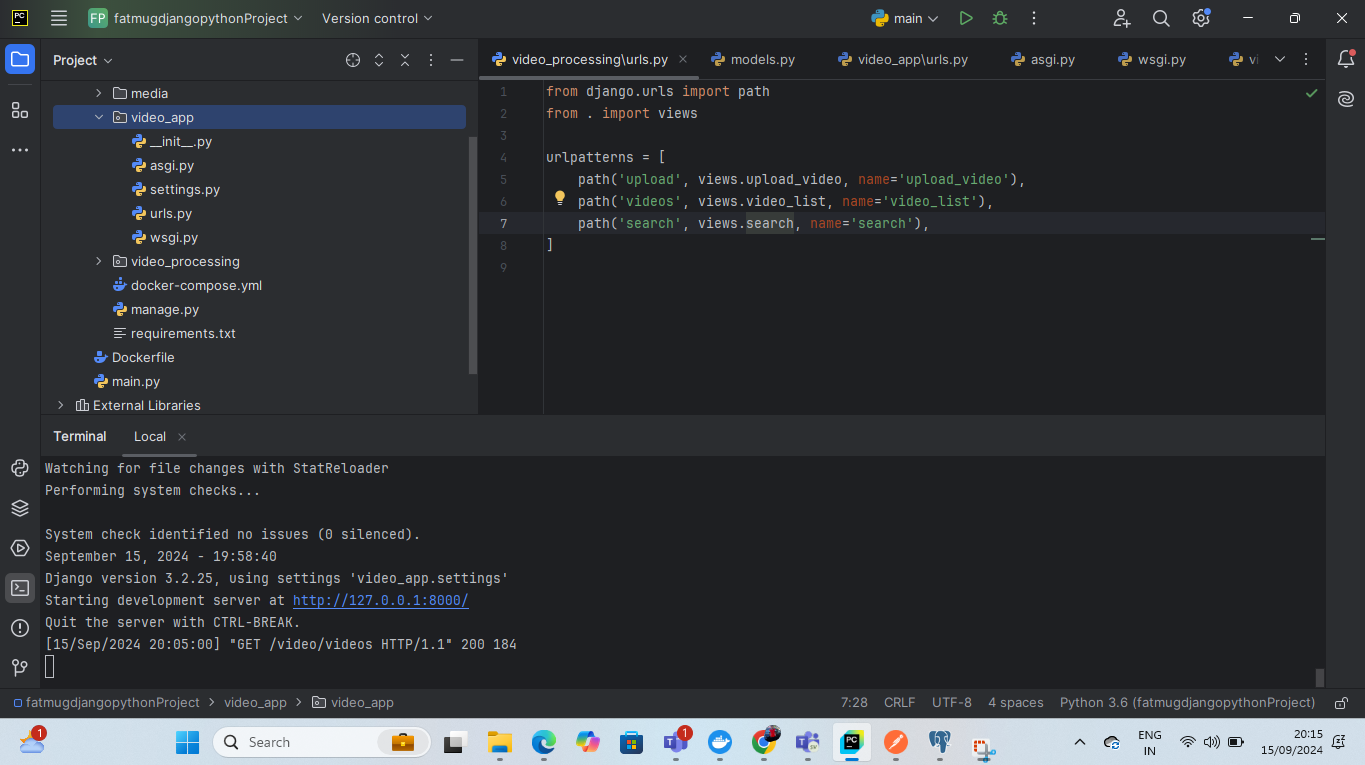 PC
FP fatmugdjangopythonProject
Version control
main
Project
video_processing\urls.py
models.py
video_app\urls.py
asgi.py
wsgi.py
vi
media
video_app
__init__.py
asgi.py
settings.py
urls.py
wsgi.py
video_processing
docker-compose.yml
manage.py
requirements.txt
Dockerfile
main.py
External Libraries
1 from django.urls import path
2 from . import views
3
4 urlpatterns = [
5 path('upload', views.upload_video, name='upload_video'),
6 path('videos', views.video_list, name='video_list'),
7 path('search', views.search, name='search'),
8 ]
9
Terminal
Local
Watching for file changes with StatReloader
Performing system checks...
System check identified no issues (0 silenced).
September 15, 2024 - 19:58:40
Django version 3.2.25, using settings 'video_app.settings'
Starting development server at http://127.0.0.1:8000/
Quit the server with CTRL-BREAK.
[15/Sep/2024 20:05:00] "GET /video/videos HTTP/1.1" 200 184
fatmugdjangopythonProject > video_app > video_app
7:28
CRLF
UTF-8
4 spaces
Python 3.6 (fatmugdjangopythonProject)
1
Search
1
PC
ENG
IN
20:15
15/09/2024